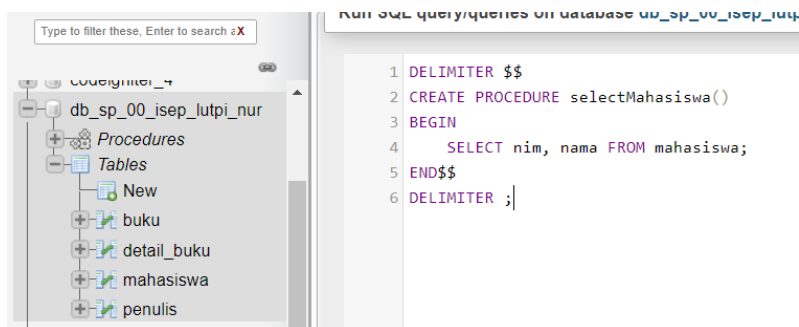 Type to filter these, Enter to search a X
codeigniter_4
db_sp_00_isep_lutpi_nur
Procedures
Tables
New
buku
detail_buku
mahasiswa
penulis
Run SQL query/queries on database db_sp_00_isep_lutp
1 DELIMITER $$
2 CREATE PROCEDURE selectMahasiswa()
3 BEGIN
4 SELECT nim, nama FROM mahasiswa;
5 END$$
6 DELIMITER ;